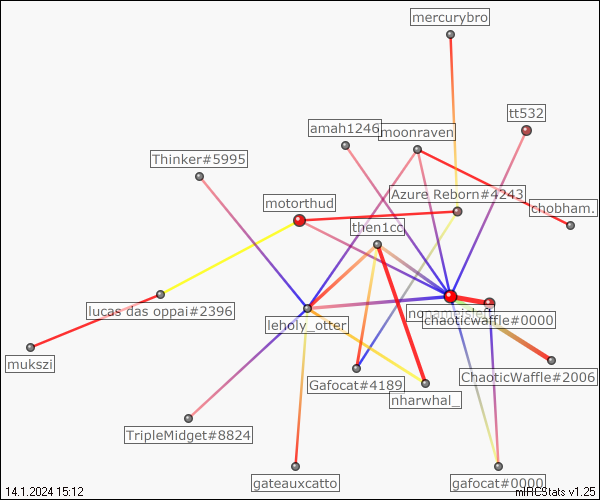 mercurybro
tt532
amah1246
moonraven
Thinker#5995
Azure Reborn#4243
motorthud
chobham.
then1cc
lucas das oppai#2396
chaoticwaffle#0000
leholy_otter
mukszi
ChaoticWaffle#2006
Gafocat#4189
nharwhal_
TripleMidget#8824
gateauxcatto
gafocat#0000
14.1.2024 15:12
mIRCStats v1.25